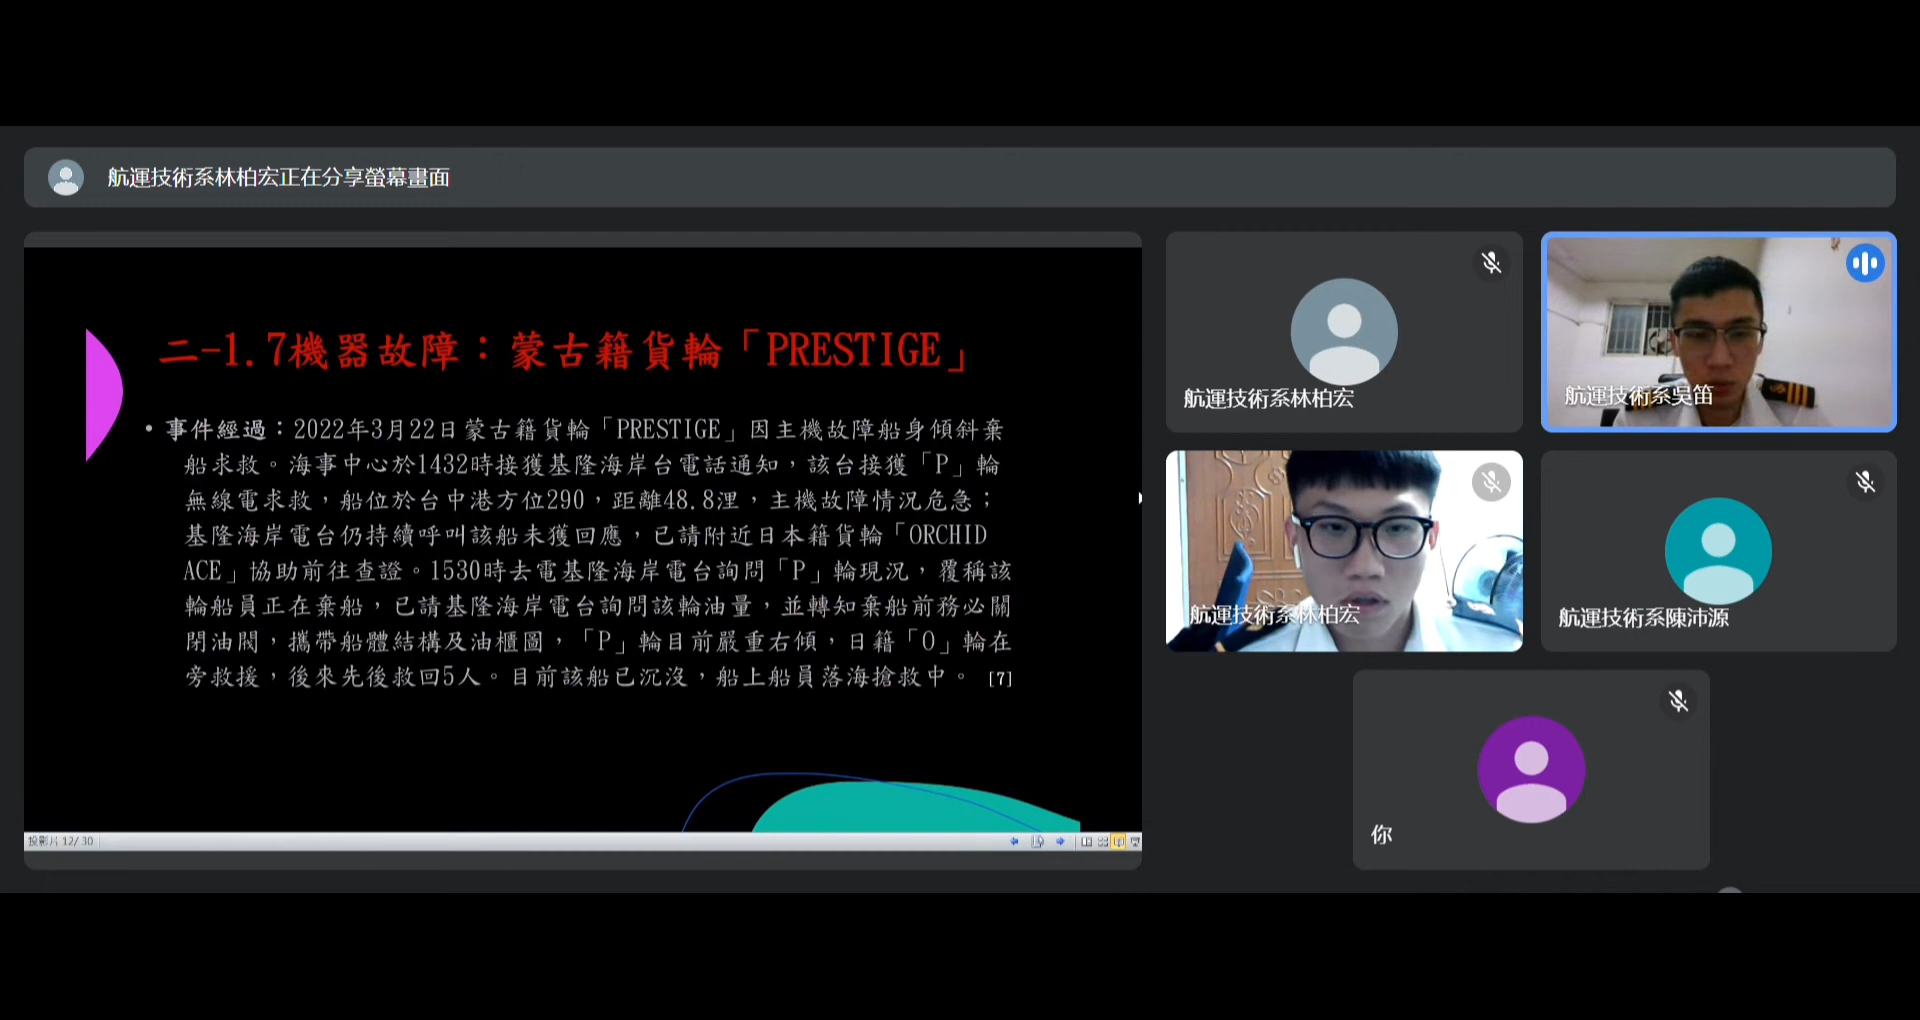 航運技術系林柏宏正在分享螢幕畫面
二-1.7機器故障：蒙古籍貨輪「PRESTIGE」
• 事件經過：2022年3月22日蒙古籍貨輪「PRESTIGE」因主機故障船身傾斜棄
船求救。海事中心於1432時接獲基隆海岸台電話通知，該台接獲「P」輪
無線電求救，船位於台中港方位290，距離48.8浬，主機故障情況危急；
基隆海岸電台仍持續呼叫該船未獲回應，已請附近日本籍貨輪「ORCHID
ACE」協助前往查證。1530時去電基隆海岸電台詢問「P」輪現況，覆稱該
輪船員正在棄船，已請基隆海岸電台詢問該輪油量，並轉知棄船前務必關
閉油閥，攜帶船體結構及油櫃圖，「P」輪目前嚴重右傾，日籍「O」輪在
旁救援，後來先後救回5人。目前該船已沉沒，船上船員落海搶救中。 [7]
投影片 12/ 30
航運技術系林柏宏
航運技術系吳笛
航運技術系林柏宏
航運技術系陳沛源
你